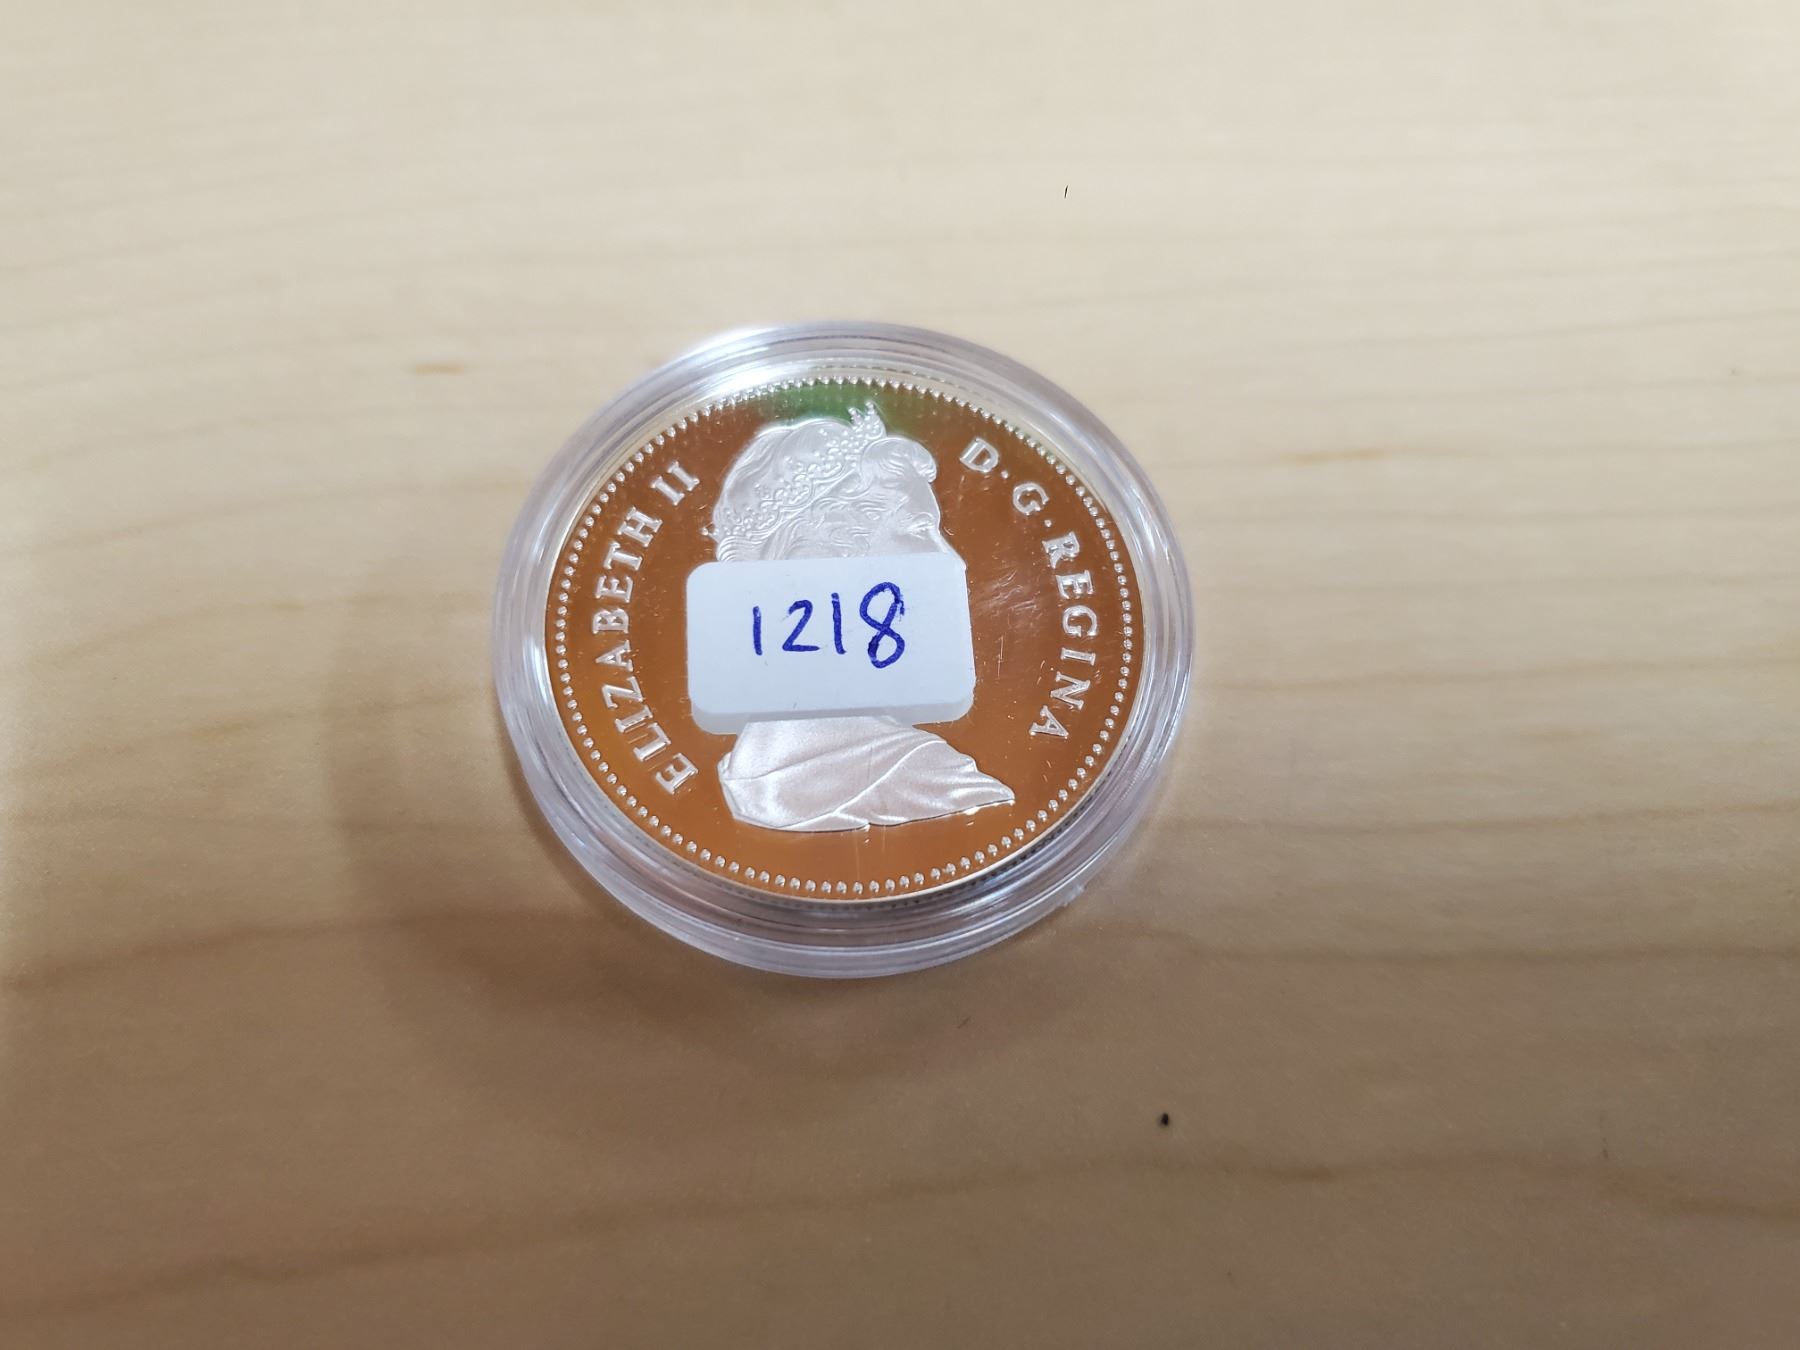 ELIZABETH II
D·G·REGINA
1218